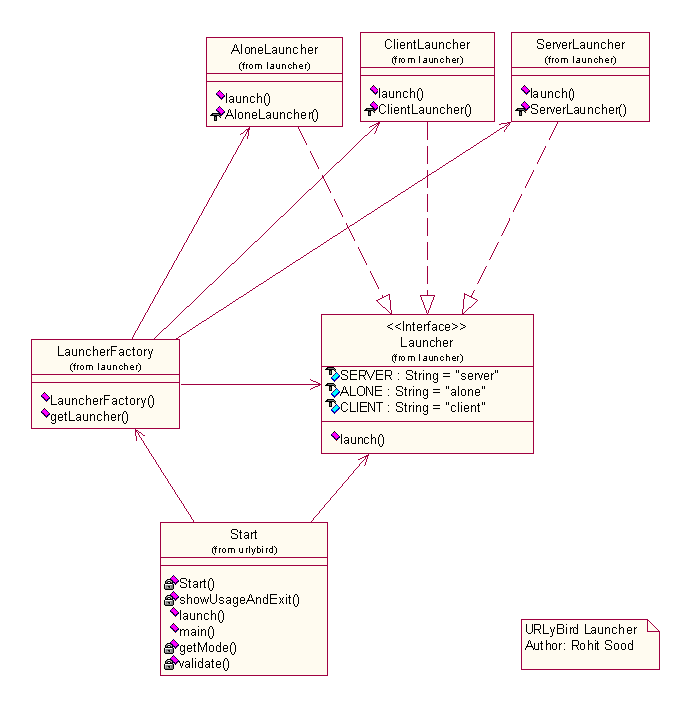 AloneLauncher
(from launcher)
launch()
AloneLauncher()
ClientLauncher
(from launcher)
launch()
ClientLauncher()
ServerLauncher
(from launcher)
launch()
ServerLauncher()
LauncherFactory
(from launcher)
LauncherFactory()
getLauncher()
<<Interface>>
Launcher
(from launcher)
SERVER : String = "server"
ALONE : String = "alone"
CLIENT : String = "client"
launch()
Start
(from urlybird)
Start()
showUsageAndExit()
launch()
main()
getMode()
validate()
URLyBird Launcher
Author: Rohit Sood